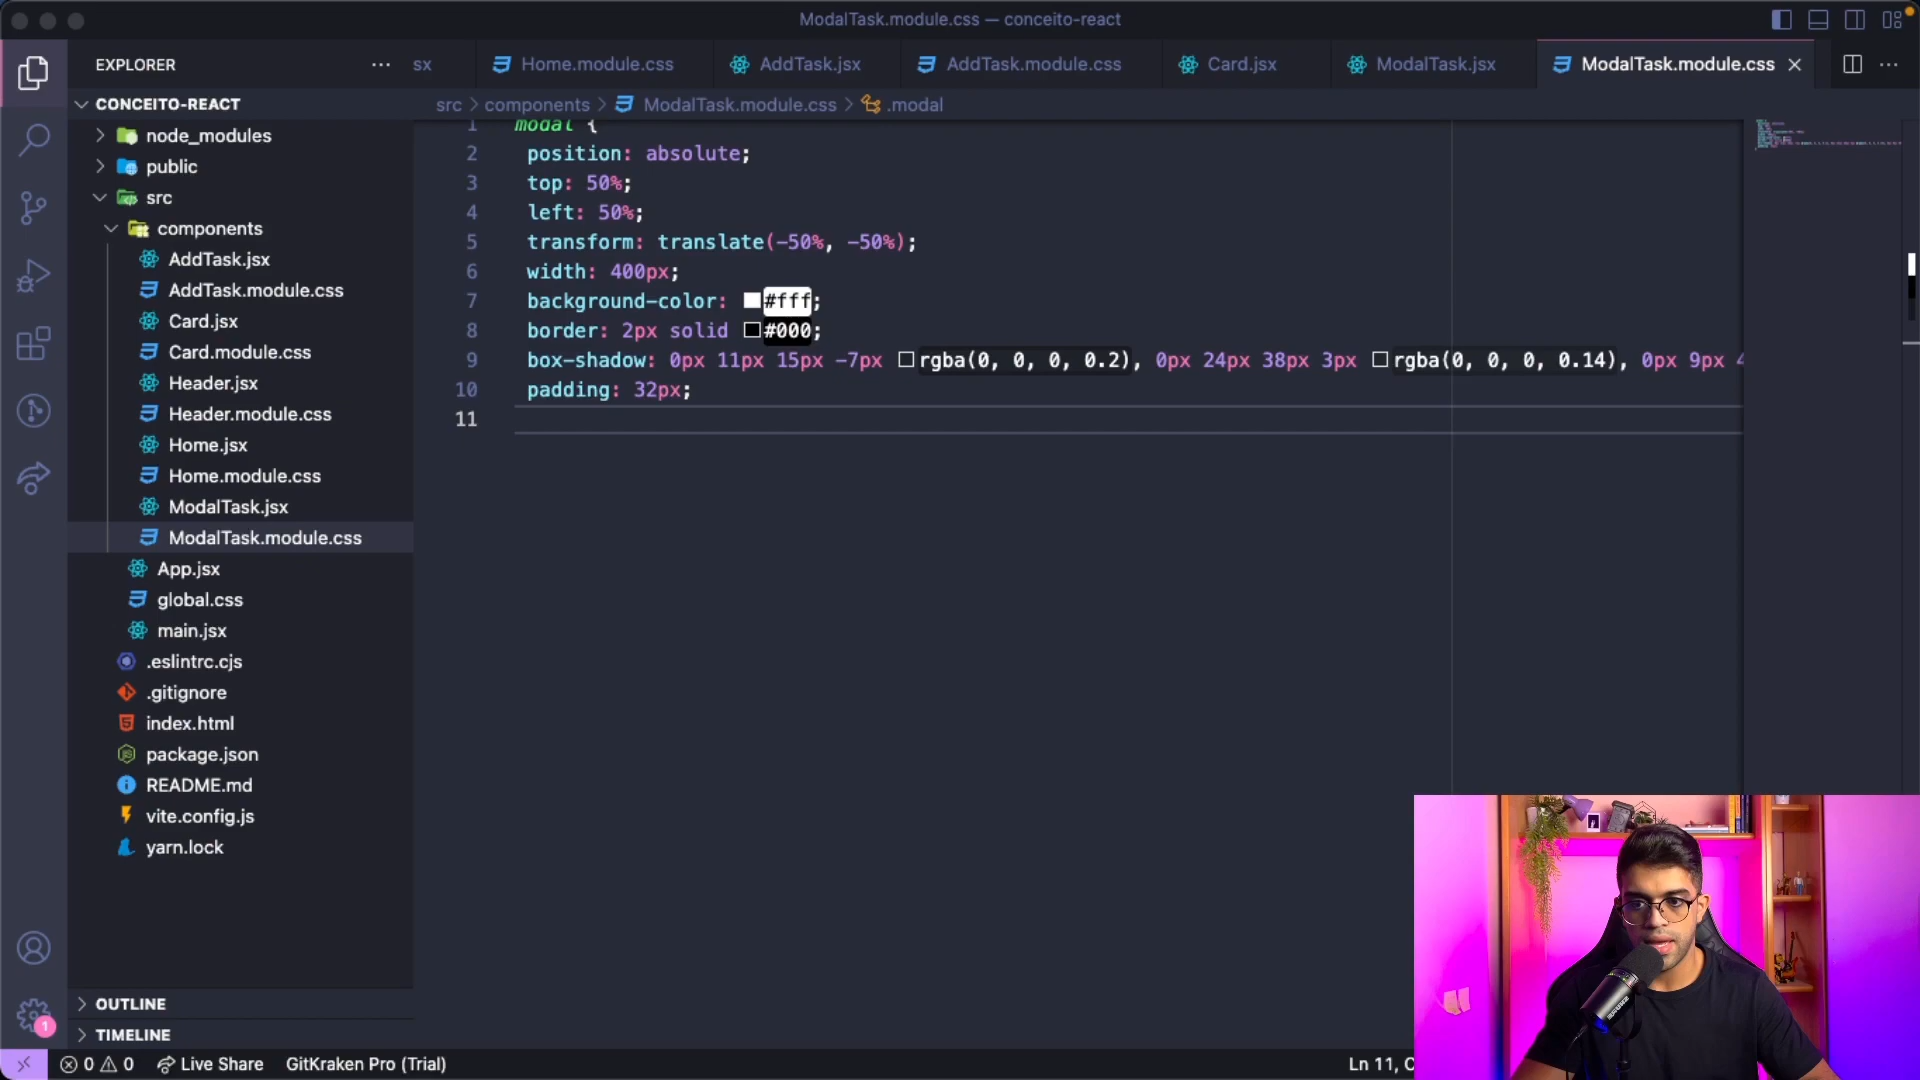 ModalTask.module.css — conceito-react
EXPLORER
sx
Home.module.css
AddTask.jsx
AddTask.module.css
Card.jsx
ModalTask.jsx
ModalTask.module.css
CONCEITO-REACT
src > components > ModalTask.module.css > .modal
node_modules
public
src
components
AddTask.jsx
AddTask.module.css
Card.jsx
Card.module.css
Header.jsx
Header.module.css
Home.jsx
Home.module.css
ModalTask.jsx
ModalTask.module.css
App.jsx
global.css
main.jsx
.eslintrc.cjs
.gitignore
index.html
package.json
README.md
vite.config.js
yarn.lock
OUTLINE
TIMELINE
1 modal {
2 position: absolute;
3 top: 50%;
4 left: 50%;
5 transform: translate(-50%, -50%);
6 width: 400px;
7 background-color: #fff;
8 border: 2px solid #000;
9 box-shadow: 0px 11px 15px -7px rgba(0, 0, 0, 0.2), 0px 24px 38px 3px rgba(0, 0, 0, 0.14), 0px 9px 4
10 padding: 32px;
11
1
0 0 Live Share GitKraken Pro (Trial) Ln 11, C